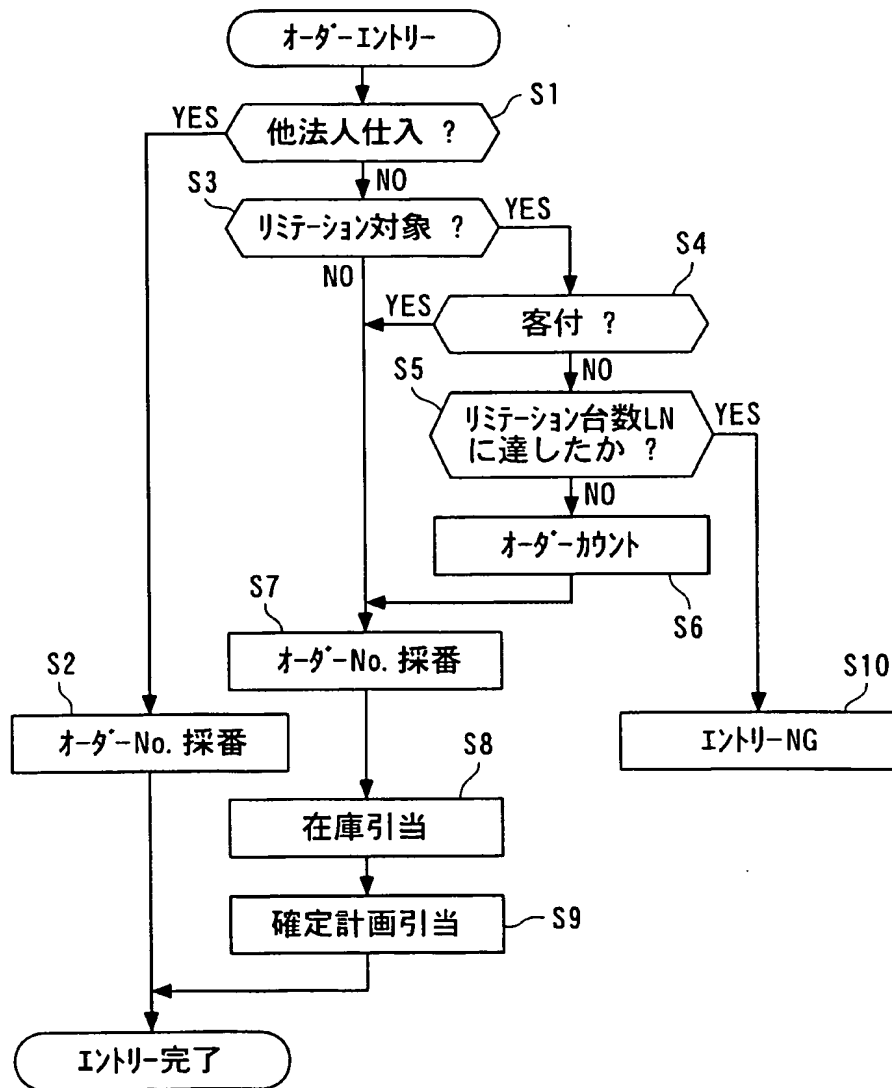 オーダーエントリー
S1
YES
他法人仕入 ?
NO
S3
YES
リミテーション対象 ?
NO
S4
YES
客付 ?
NO
S5
YES
リミテーション台数LN
に達したか ?
NO
オーダーカウント
S6
S7
オーダーNo. 採番
S2
オーダーNo. 採番
S10
エントリーNG
S8
在庫引当
確定計画引当
S9
エントリー完了